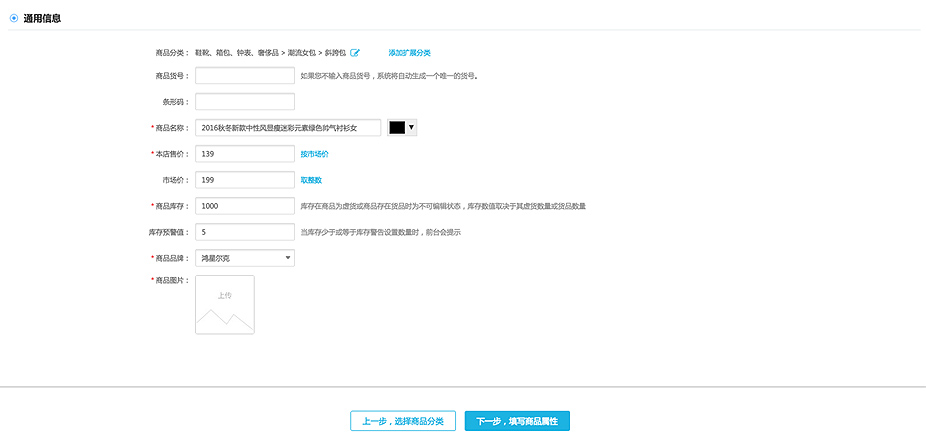 通用信息
商品分类： 鞋靴、箱包、钟表、奢侈品 > 潮流女包 > 斜跨包 添加扩展分类
商品货号： 如果您不输入商品货号，系统将自动生成一个唯一的货号。
条形码：
* 商品名称： 2016秋冬新款中性风显瘦迷彩元素绿色帅气衬衫女
* 本店售价： 139 按市场价
市场价： 199 取整数
* 商品库存： 1000 库存在商品为虚货或商品存在货品时为不可编辑状态，库存数值取决于其虚货数量或货品数量
库存预警值： 5 当库存少于或等于库存警告设置数量时，前台会提示
* 商品品牌： 鸿星尔克
* 商品图片：
上传
上一步，选择商品分类 下一步，填写商品属性